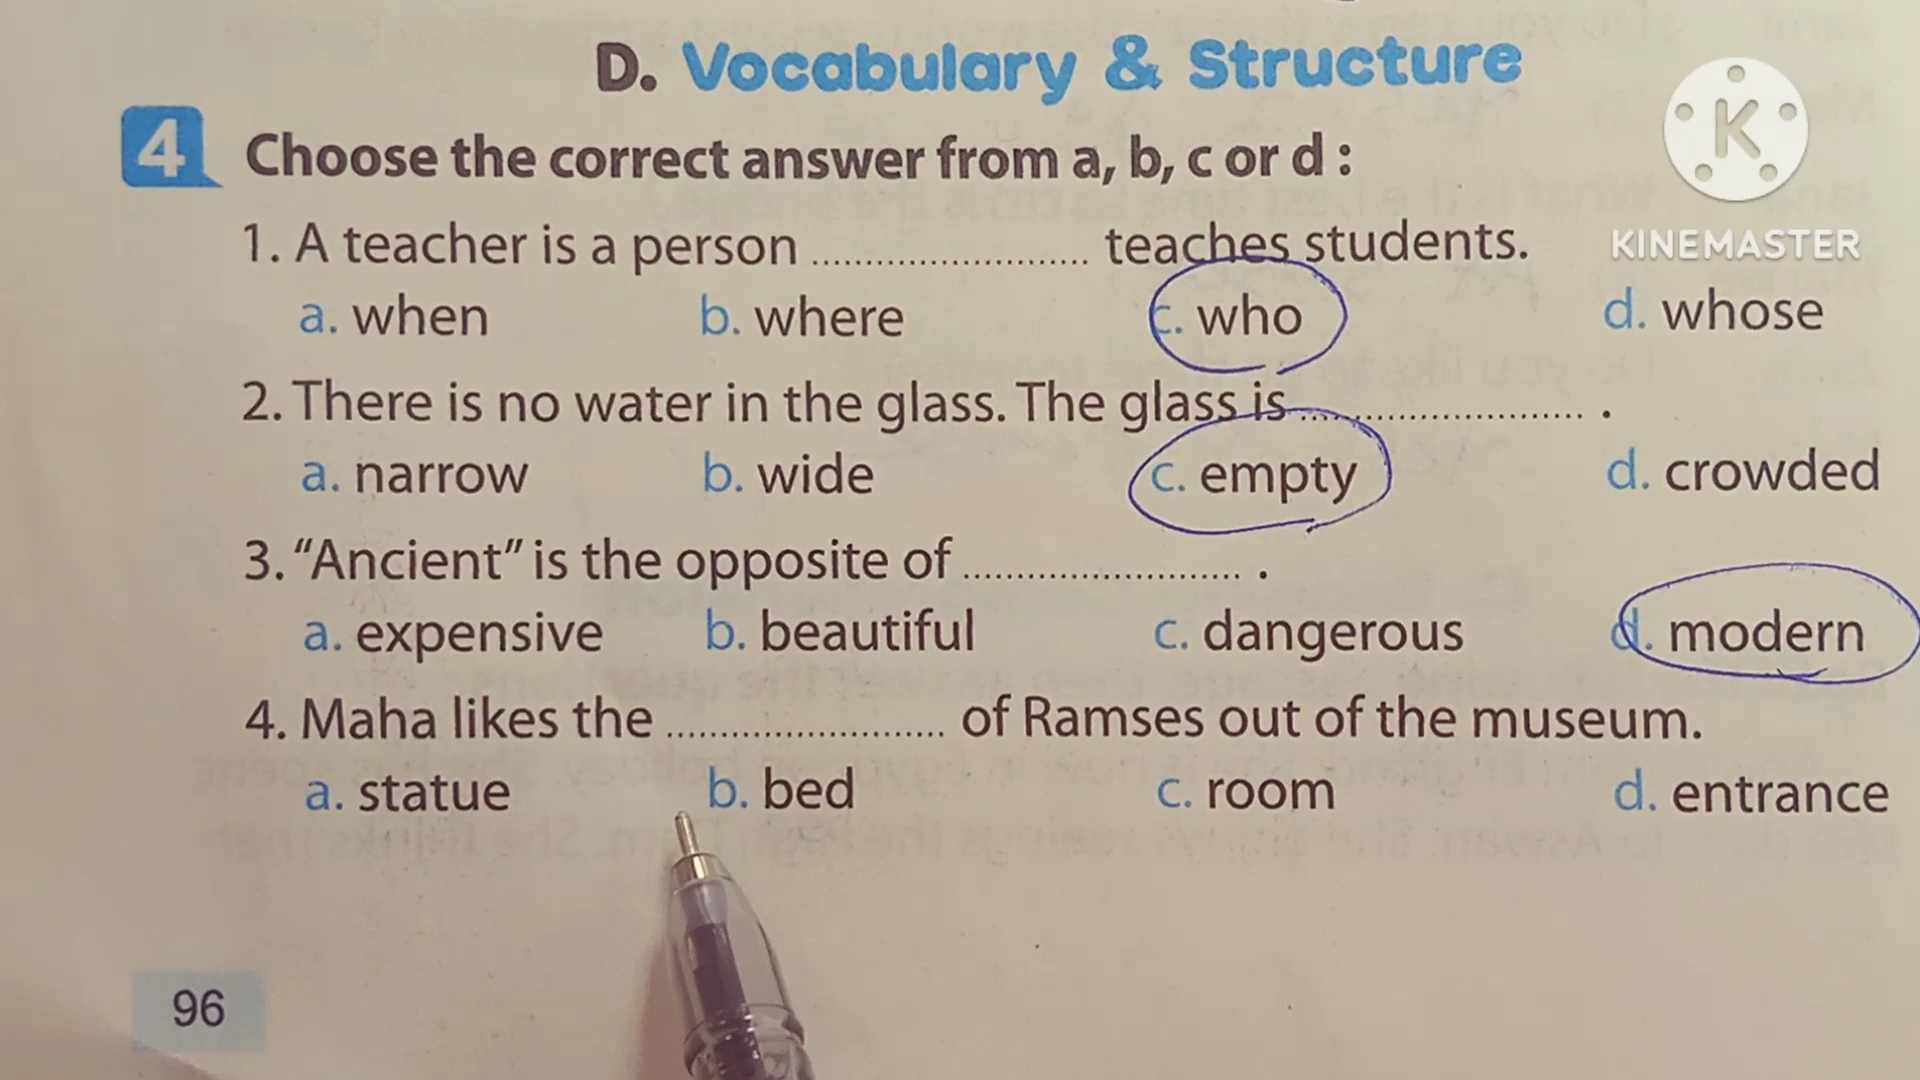 D. Vocabulary & Structure
4 Choose the correct answer from a, b, c or d :
K
KINEMASTER
1. A teacher is a person ........................ teaches students.
a. when b. where c. who d. whose
2. There is no water in the glass. The glass is ........................ .
a. narrow b. wide c. empty d. crowded
3. “Ancient” is the opposite of ........................ .
a. expensive b. beautiful c. dangerous d. modern
4. Maha likes the ........................ of Ramses out of the museum.
a. statue b. bed c. room d. entrance
96